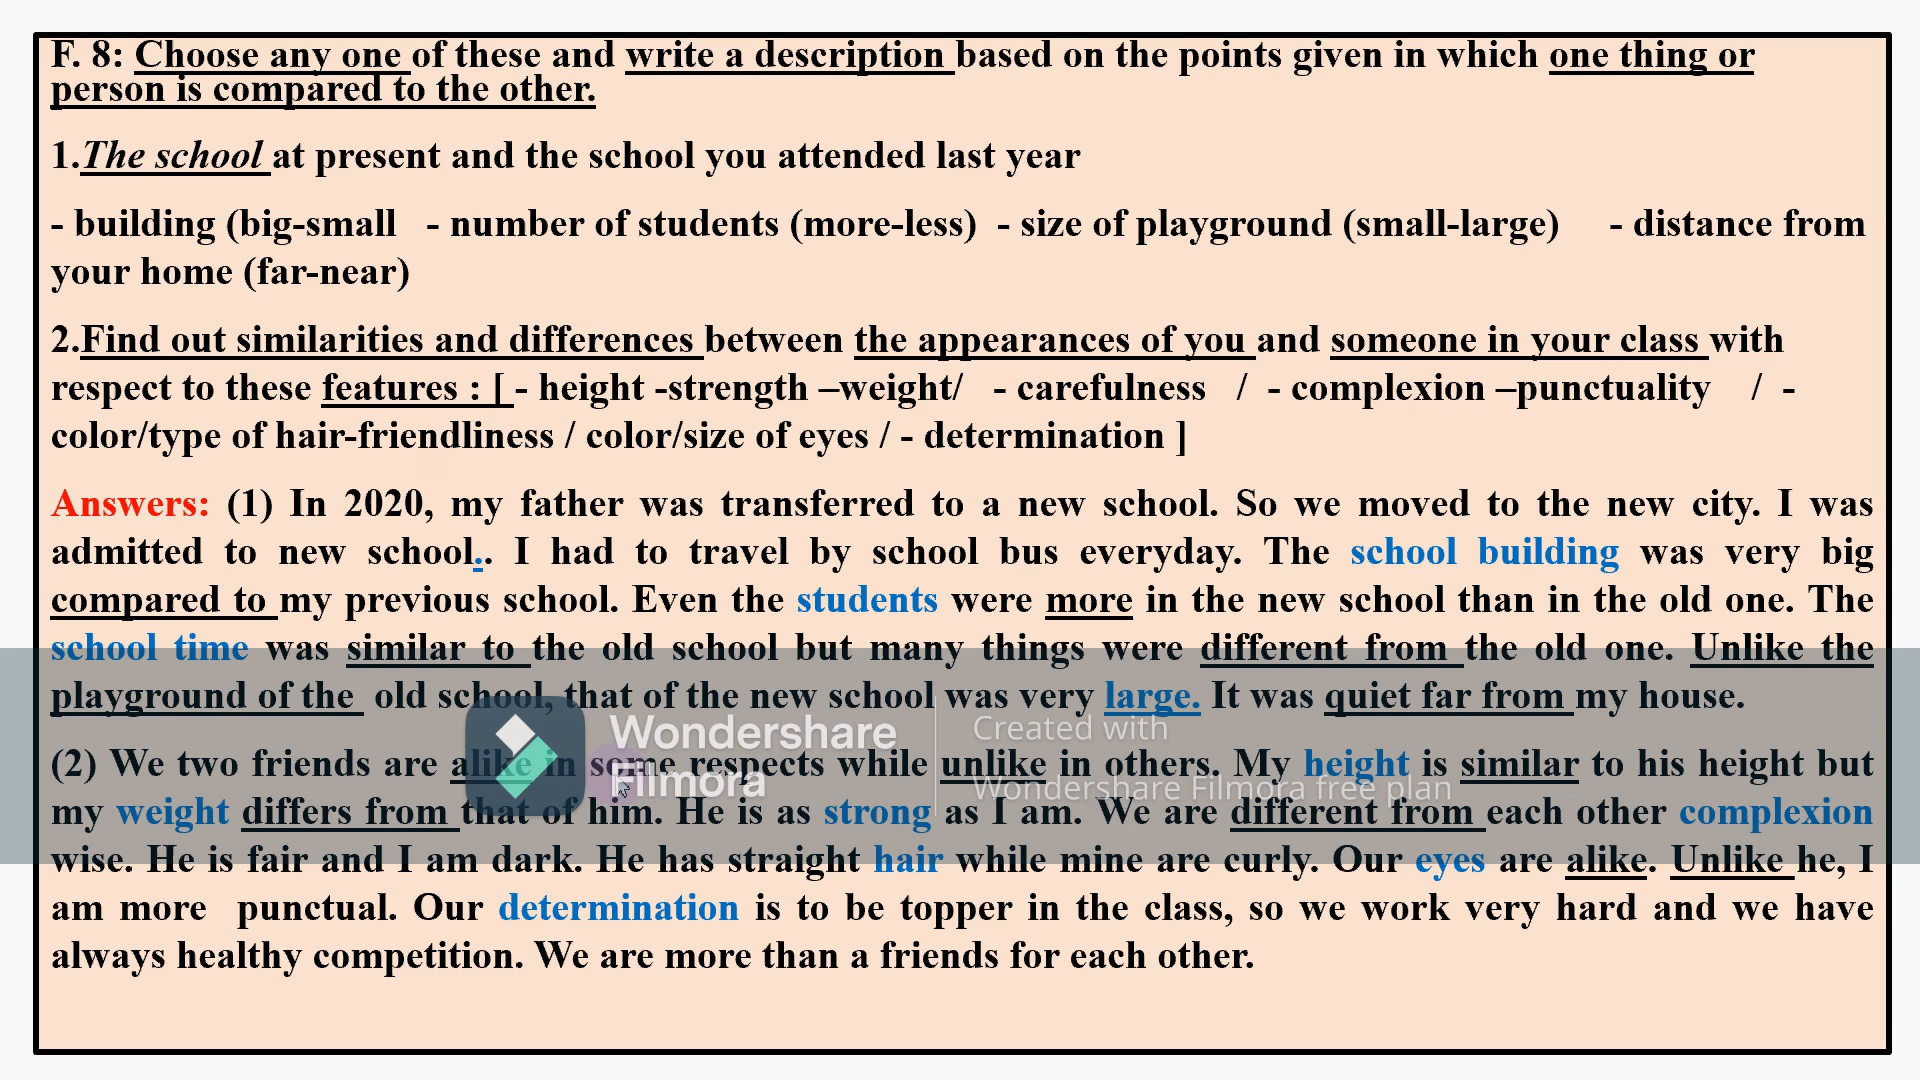 F. 8: Choose any one of these and write a description based on the points given in which one thing or
person is compared to the other.
1.The school at present and the school you attended last year
- building (big-small - number of students (more-less) - size of playground (small-large) - distance from
your home (far-near)
2.Find out similarities and differences between the appearances of you and someone in your class with
respect to these features : [ - height -strength –weight/ - carefulness / - complexion –punctuality / -
color/type of hair-friendliness / color/size of eyes / - determination ]
Answers: (1) In 2020, my father was transferred to a new school. So we moved to the new city. I was
admitted to new school.. I had to travel by school bus everyday. The school building was very big
compared to my previous school. Even the students were more in the new school than in the old one. The
school time was similar to the old school but many things were different from the old one. Unlike the
playground of the old school, that of the new school was very large. It was quiet far from my house.
(2) We two friends are alike in some respects while unlike in others. My height is similar to his height but
my weight differs from that of him. He is as strong as I am. We are different from each other complexion
wise. He is fair and I am dark. He has straight hair while mine are curly. Our eyes are alike. Unlike he, I
am more punctual. Our determination is to be topper in the class, so we work very hard and we have
always healthy competition. We are more than a friends for each other.
Wondershare
Filmora
Created with
Wondershare Filmora free plan